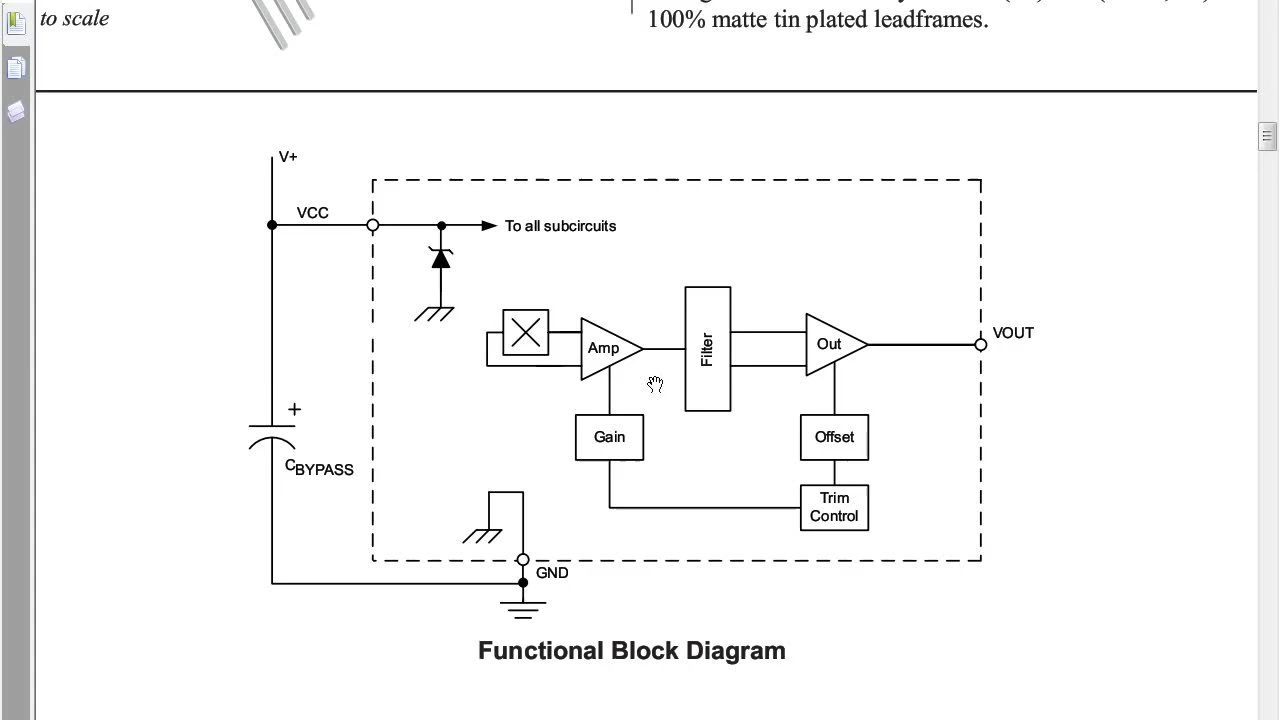 to scale
100% matte tin plated leadframes.
V+
VCC
To all subcircuits
Amp
Filter
Out
VOUT
+
CBYPASS
Gain
Offset
Trim
Control
GND
Functional Block Diagram